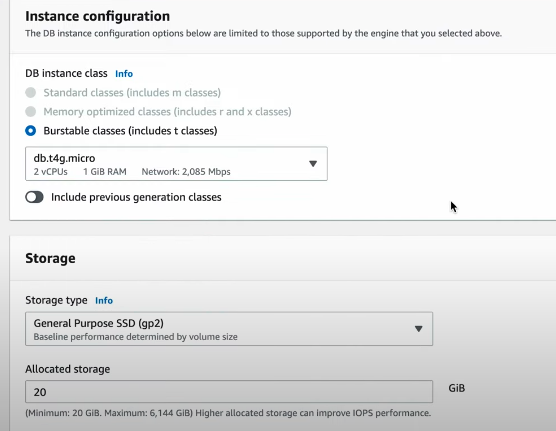 Instance configuration
The DB instance configuration options below are limited to those supported by the engine that you selected above.
DB instance class Info
Standard classes (includes m classes)
Memory optimized classes (includes r and x classes)
Burstable classes (includes t classes)
db.t4g.micro
2 vCPUs 1 GiB RAM Network: 2,085 Mbps
Include previous generation classes
Storage
Storage type Info
General Purpose SSD (gp2)
Baseline performance determined by volume size
Allocated storage
20 GiB
(Minimum: 20 GiB. Maximum: 6,144 GiB) Higher allocated storage can improve IOPS performance.